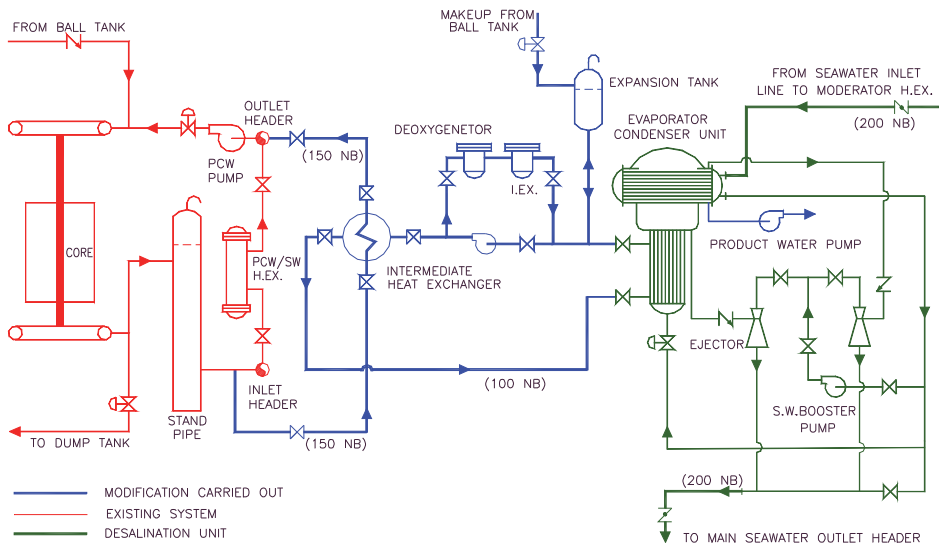 FROM BALL TANK
MAKEUP FROM
BALL TANK
EXPANSION TANK
FROM SEAWATER INLET
LINE TO MODERATOR H.EX.
(200 NB)
OUTLET
HEADER
(150 NB)
DEOXYGENETOR
EVAPORATOR
CONDENSER UNIT
PCW
PUMP
I.EX.
CORE
PCW/SW
H.EX.
INTERMEDIATE
HEAT EXCHANGER
PRODUCT WATER PUMP
EJECTOR
INLET
HEADER
(100 NB)
S.W.BOOSTER
PUMP
STAND
PIPE
TO DUMP TANK
(150 NB)
(200 NB)
MODIFICATION CARRIED OUT
EXISTING SYSTEM
DESALINATION UNIT
TO MAIN SEAWATER OUTLET HEADER